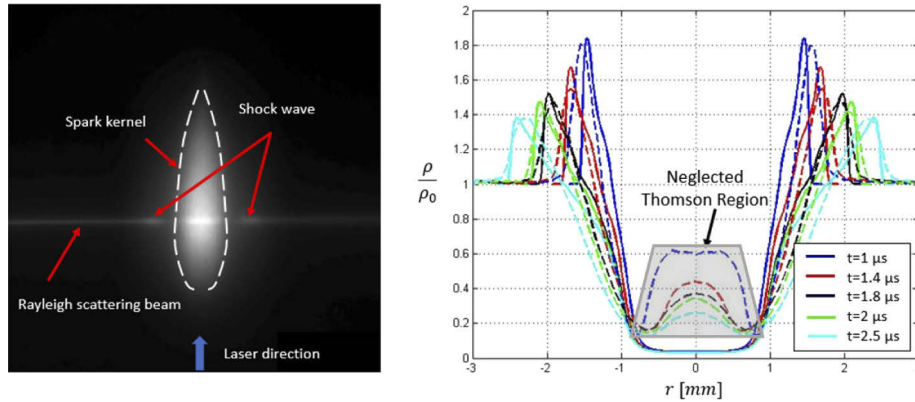 Spark kernel
Shock wave
Rayleigh scattering beam
Laser direction
ρ
ρ0
2
1.8
1.6
1.4
1.2
1
0.8
0.6
0.4
0.2
0
Neglected
Thomson Region
t=1 μs
t=1.4 μs
t=1.8 μs
t=2 μs
t=2.5 μs
-3 -2 -1 0 1 2 3
r [mm]